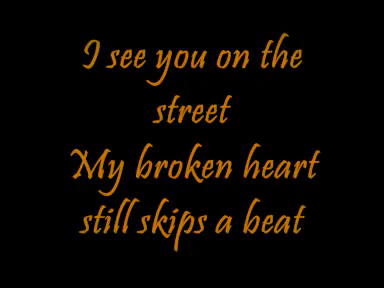 I see you on the
street
My broken heart
still skips a beat